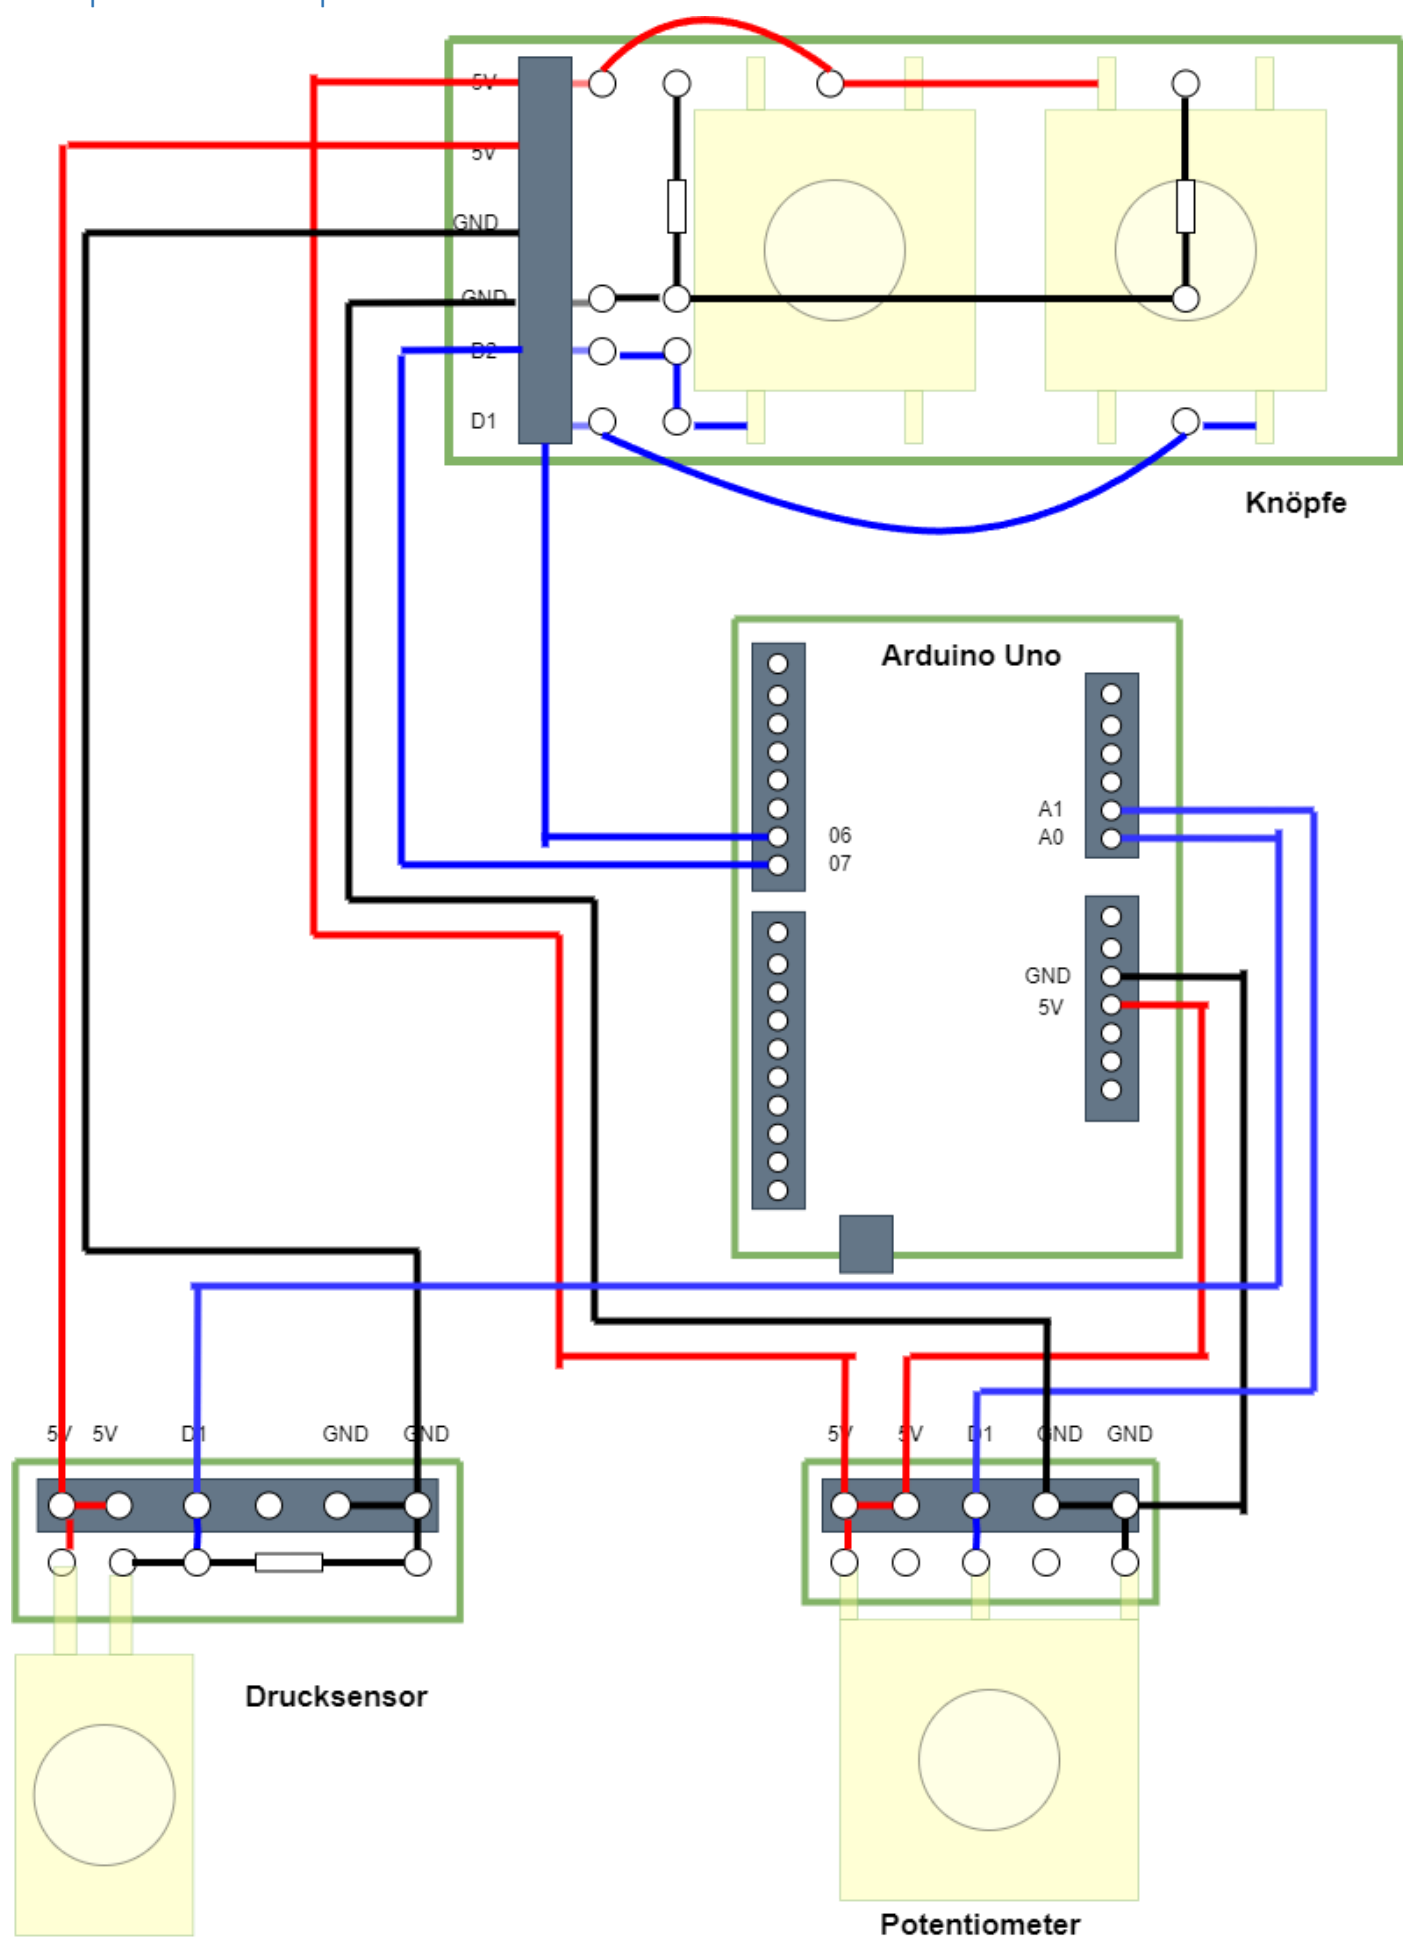 5V
5V
GND
GND
D2
D1
Knöpfe
Arduino Uno
06
07
A1
A0
GND
5V
5V 5V D1 GND GND
5V 5V D1 GND GND
Drucksensor
Potentiometer